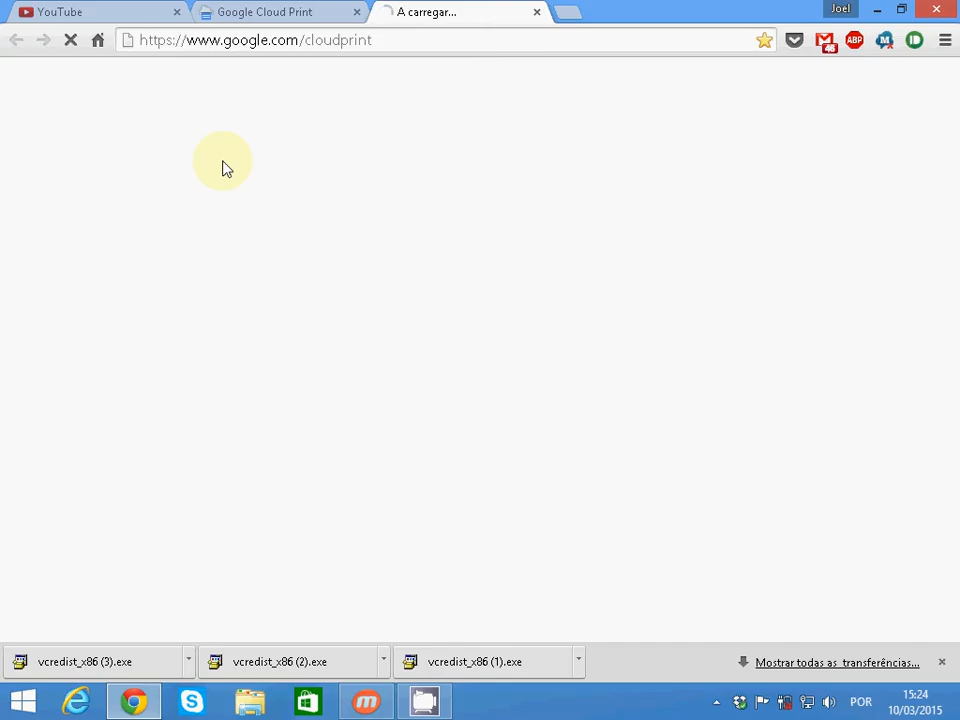 YouTube
Google Cloud Print
A carregar...
Joel
https://www.google.com/cloudprint
46
ABP
M
vcredist_x86 (3).exe
vcredist_x86 (2).exe
vcredist_x86 (1).exe
Mostrar todas as transferências...
POR
15:24
10/03/2015